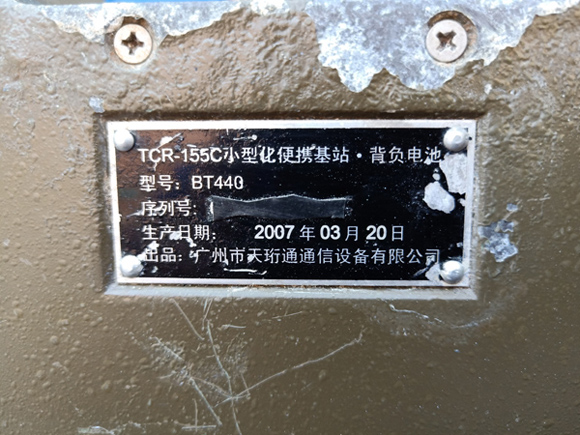 TCR-155C小型化便携基站·背负电池
型号：BT440
序列号：
生产日期： 2007 年 03 月 20 日
出品：广州市天珩通通信设备有限公司